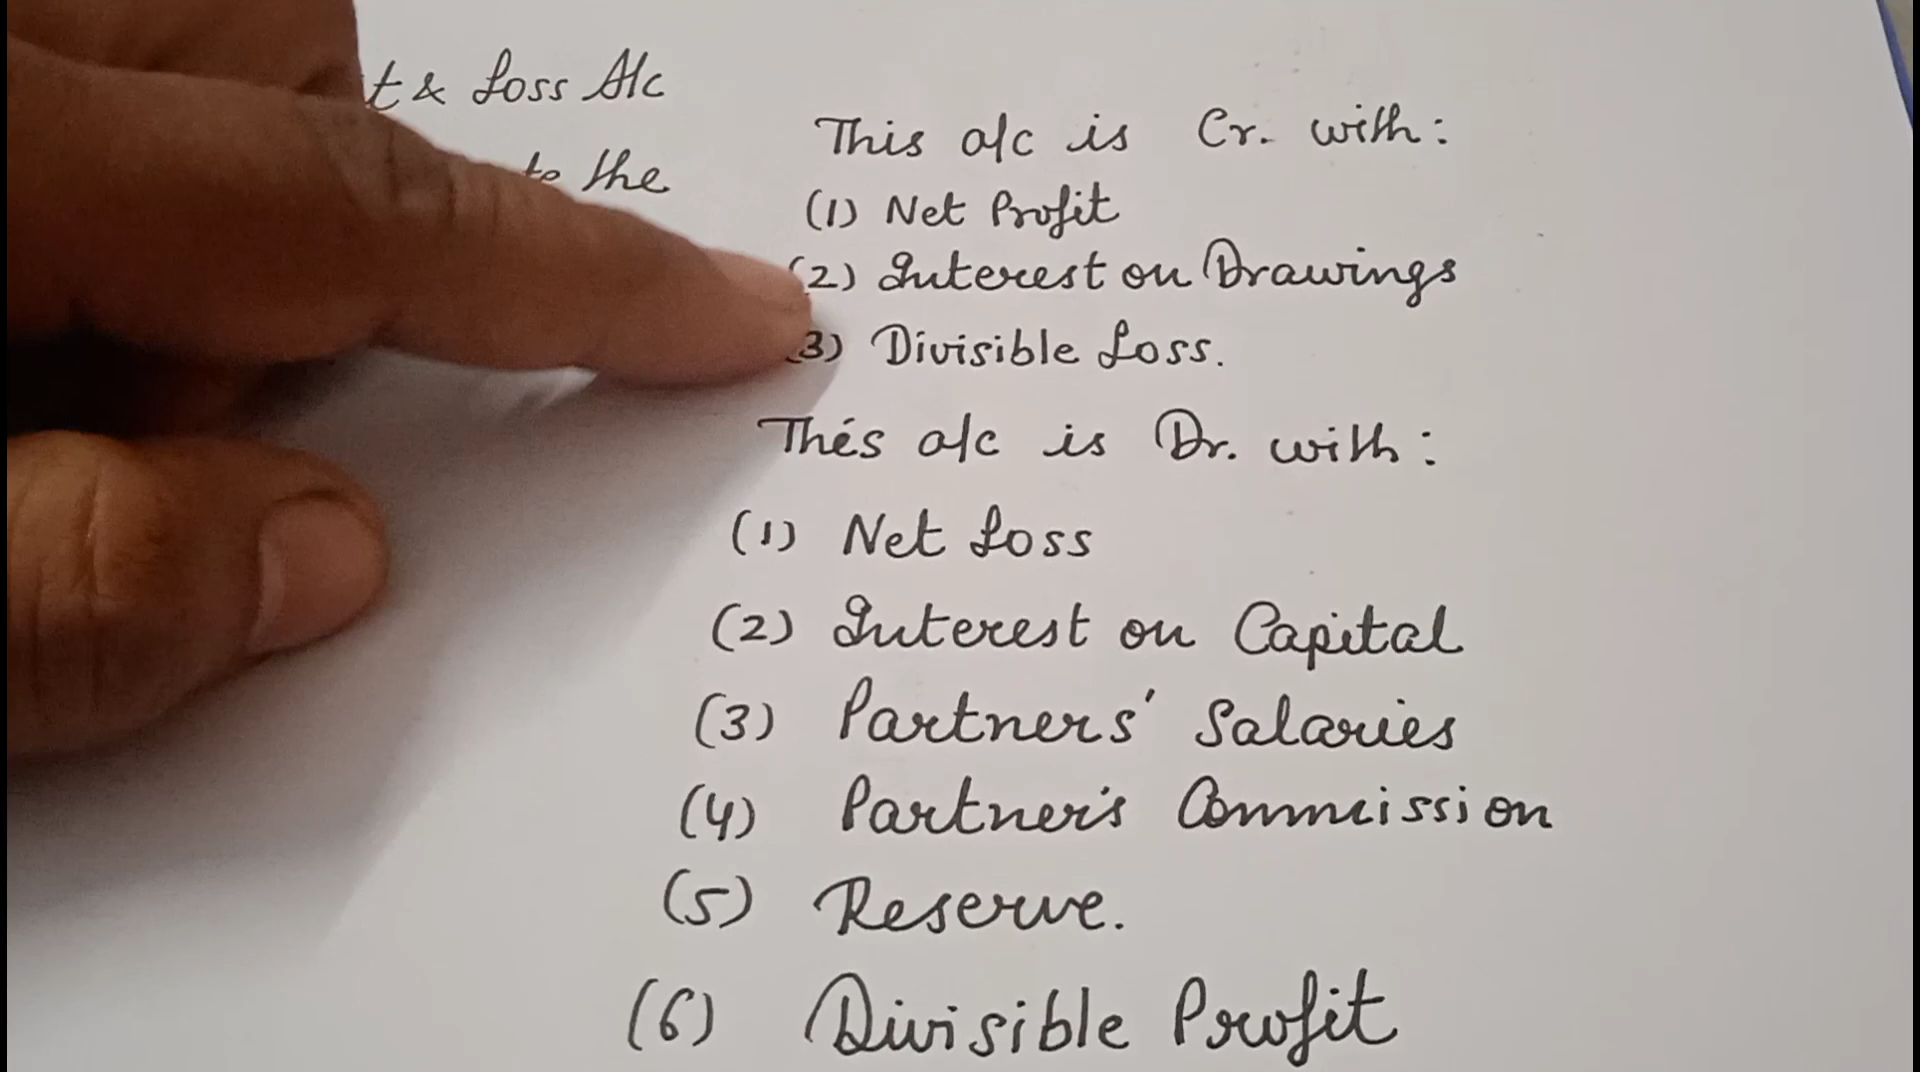 t & Loss A/c
to the
This a/c is Cr. with:
(1) Net Profit
(2) Interest on Drawings
(3) Divisible Loss.
This a/c is Dr. with:
(1) Net Loss
(2) Interest on Capital
(3) Partners' Salaries
(4) Partner's Commission
(5) Reserve.
(6) Divisible Profit